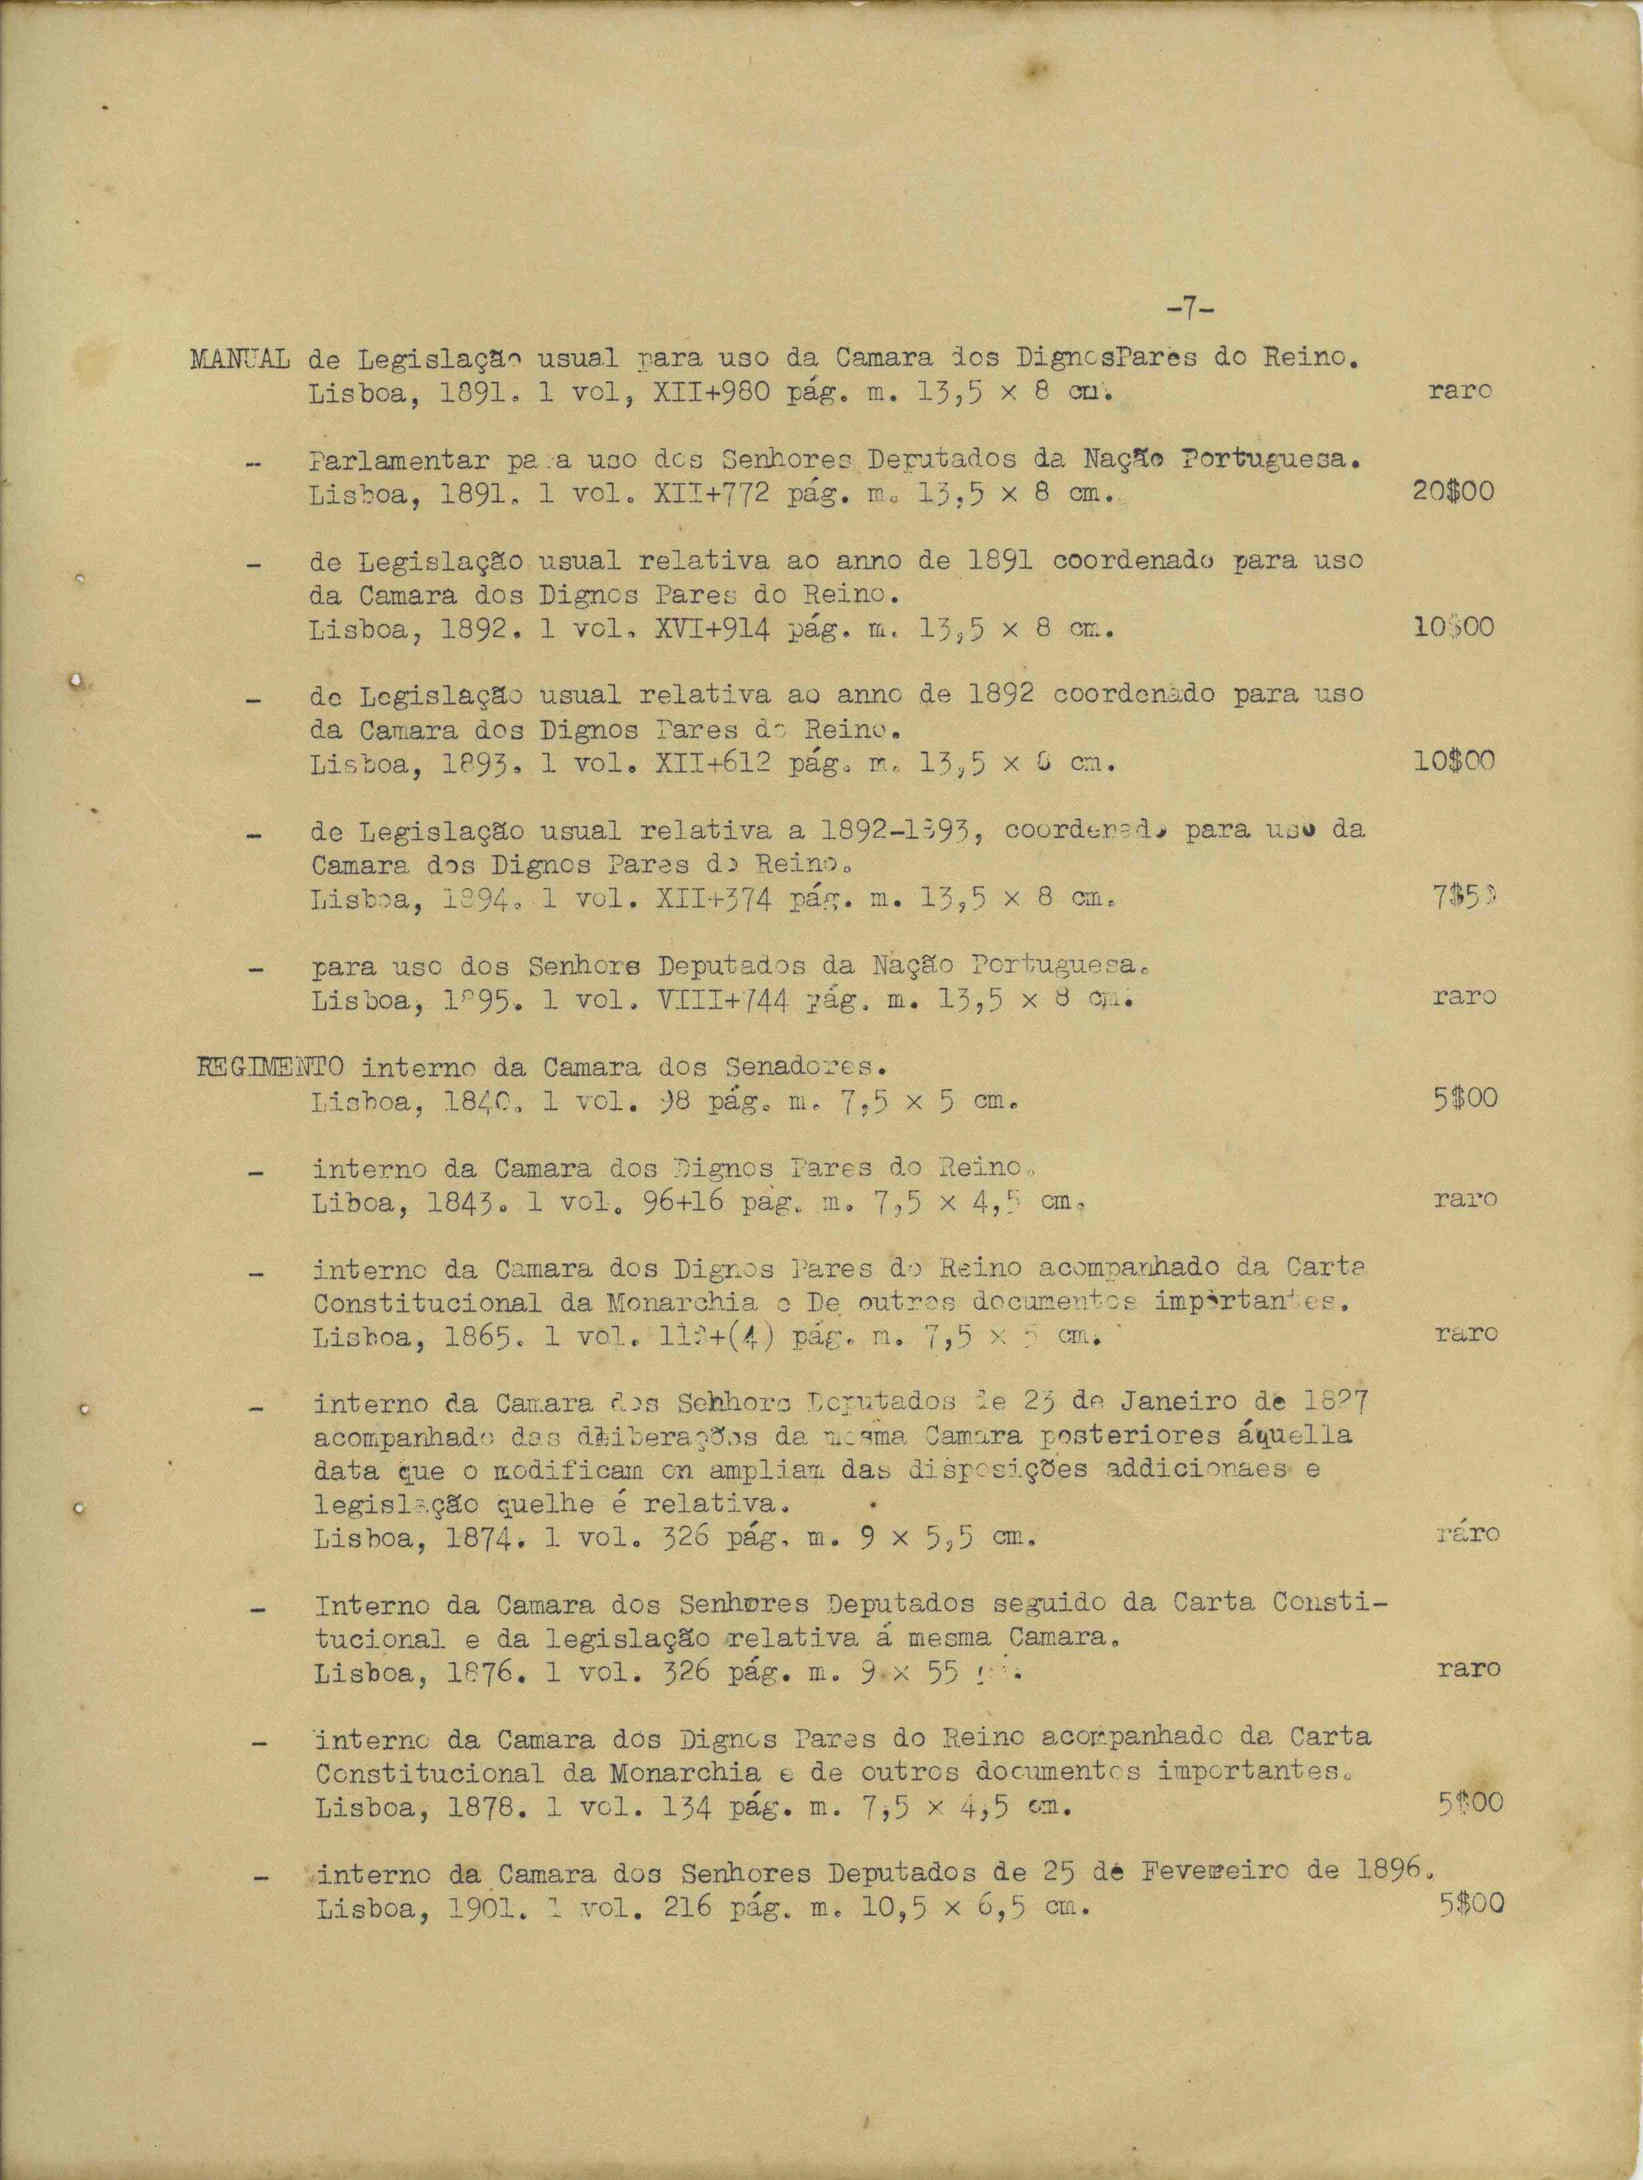 -7-
MANUAL de Legislação usual para uso da Camara dos DignosPares do Reino.
Lisboa, 1891. 1 vol, XII+980 pág. m. 13,5 × 8 cm. raro
- Parlamentar para uso dos Senhores Deputados da Nação Portuguesa.
Lisboa, 1891. 1 vol. XII+772 pág. m. 13,5 × 8 cm. 20$00
- de Legislação usual relativa ao anno de 1891 coordenado para uso
da Camara dos Dignos Pares do Reino.
Lisboa, 1892. 1 vol. XVI+914 pág. m. 13,5 × 8 cm. 10$00
- de Legislação usual relativa ao anno de 1892 coordenado para uso
da Camara dos Dignos Pares do Reino.
Lisboa, 1893. 1 vol. XII+612 pág. m. 13,5 × 8 cm. 10$00
- de Legislação usual relativa a 1892-1893, coordenado para uso da
Camara dos Dignos Pares do Reino.
Lisboa, 1894. 1 vol. XII+374 pág. m. 13,5 × 8 cm. 7$50
- para uso dos Senhors Deputados da Nação Portuguesa.
Lisboa, 1895. 1 vol. VIII+744 pág. m. 13,5 × 8 cm. raro
REGIMENTO interno da Camara dos Senadores.
Lisboa, 1840. 1 vol. 98 pág. m. 7,5 × 5 cm. 5$00
- interno da Camara dos Dignos Pares do Reino.
Liboa, 1843. 1 vol. 96+16 pág. m. 7,5 × 4,5 cm. raro
- interno da Camara dos Dignos Pares do Reino acompanhado da Carta
Constitucional da Monarchia e De outros documentos importantes.
Lisboa, 1865. 1 vol. pág. m. 7,5 × 5 cm. raro
- interno da Camara dos Senhors Deputados de 23 de Janeiro de 1827
acompanhado das dliberações da mesma Camara posteriores áquella
data que o modificam on ampliam das disposições addicionaes e
legislação quelhe é relativa.
Lisboa, 1874. 1 vol. 326 pág. m. 9 × 5,5 cm. ráro
- Interno da Camara dos Senhores Deputados seguido da Carta Consti-
tucional e da legislação relativa á mesma Camara.
Lisboa, 1876. 1 vol. 326 pág. m. 9 × 55 raro
- interno da Camara dos Dignos Pares do Reino acompanhado da Carta
Constitucional da Monarchia e de outros documentos importantes.
Lisboa, 1878. 1 vol. 134 pág. m. 7,5 × 4,5 cm. 5$00
- interno da Camara dos Senhores Deputados de 25 de Fevereiro de 1896.
Lisboa, 1901. 1 vol. 216 pág. m. 10,5 × 6,5 cm. 5$00